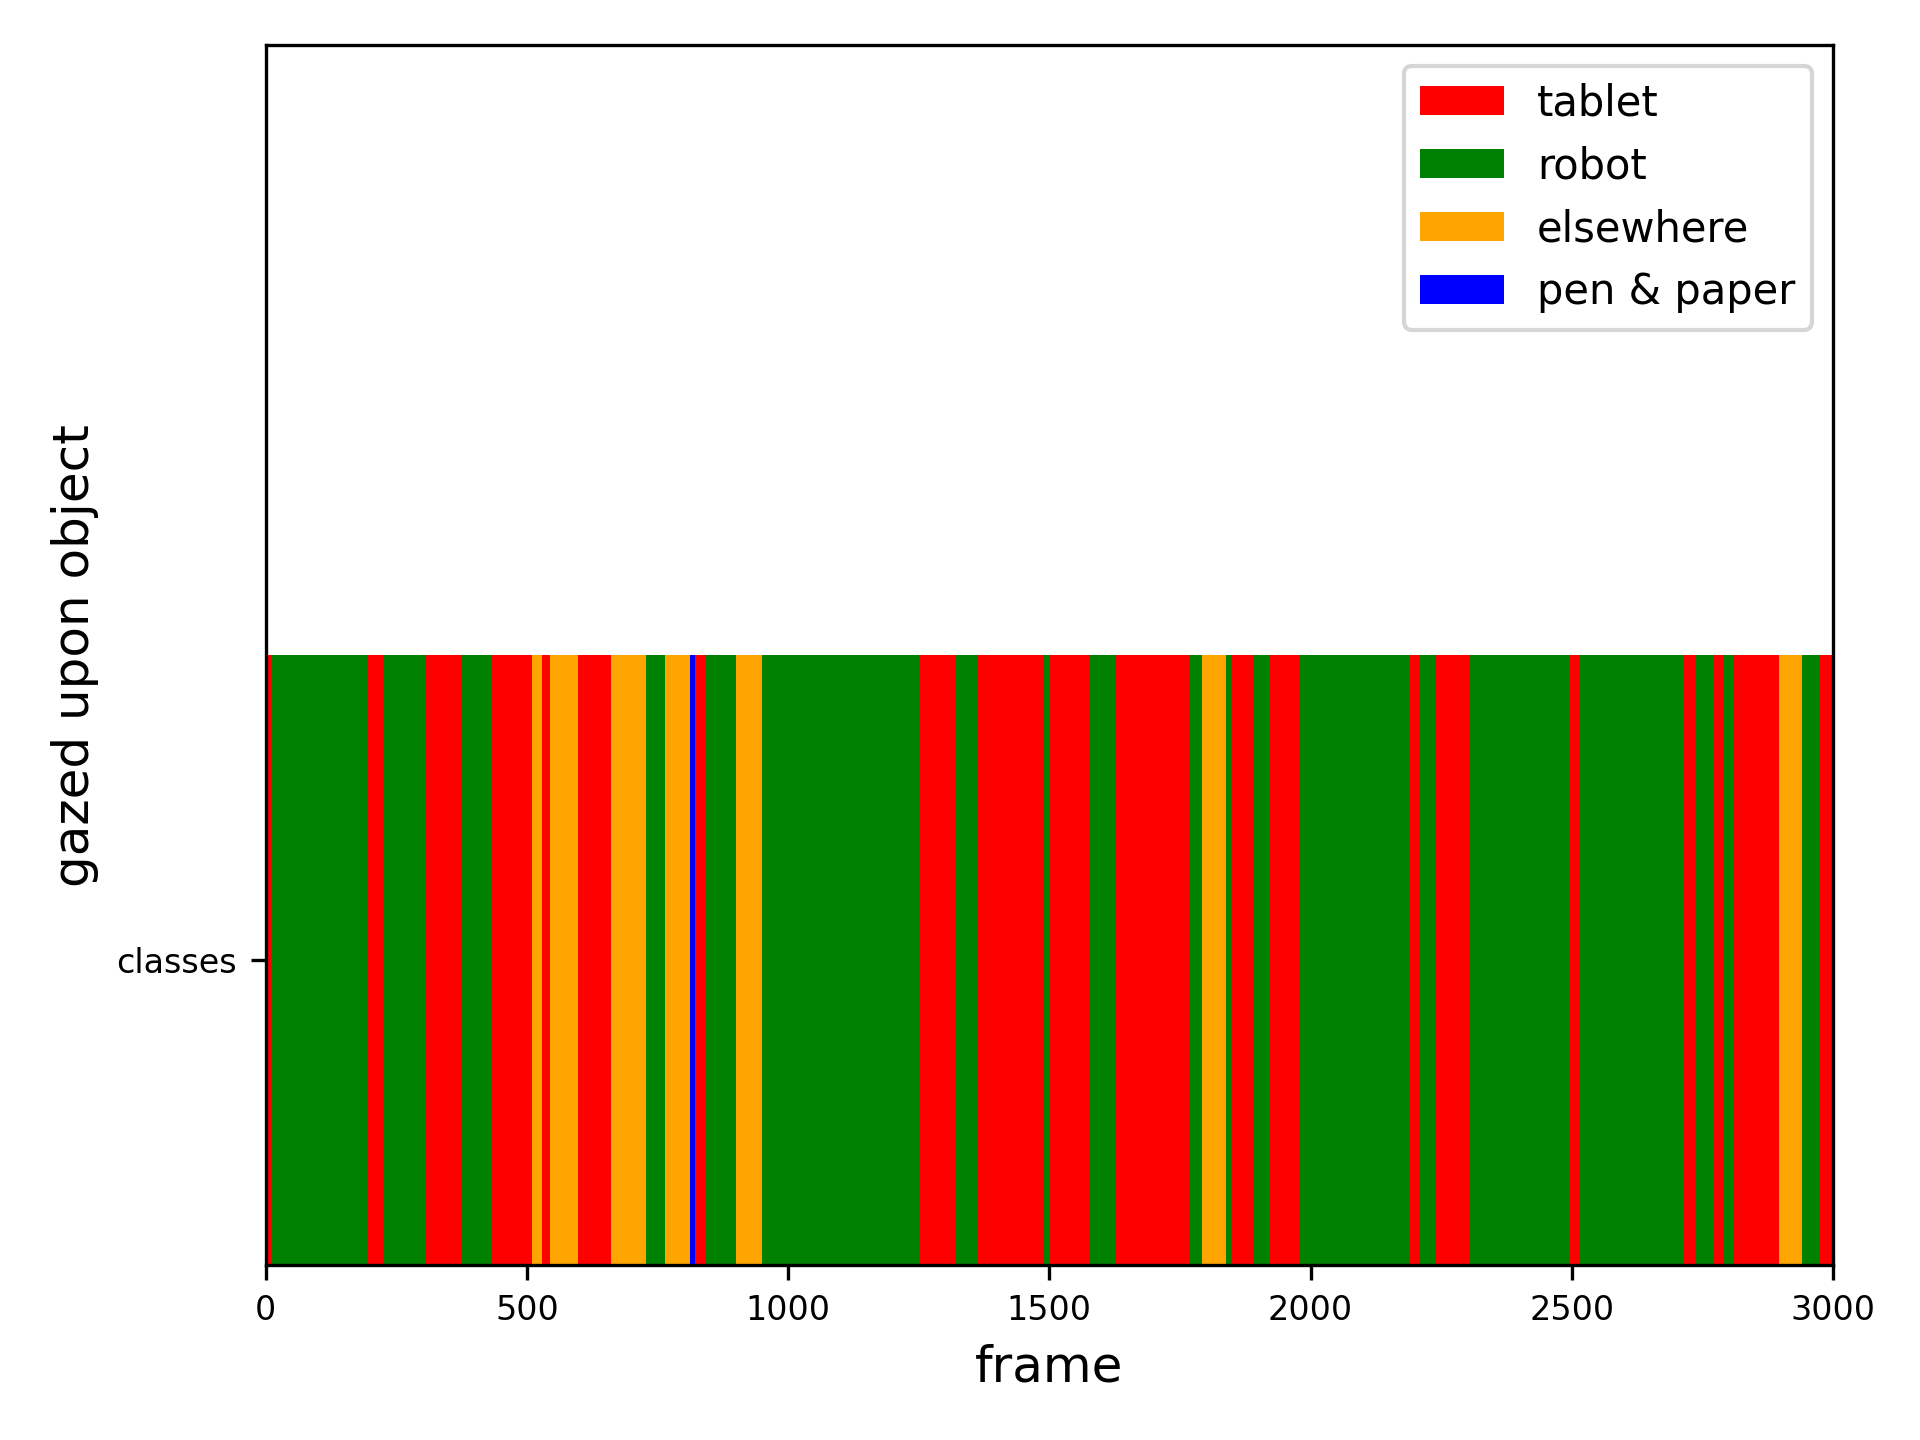 tablet
robot
elsewhere
pen & paper
gazed upon object
classes
0 500 1000 1500 2000 2500 3000
frame